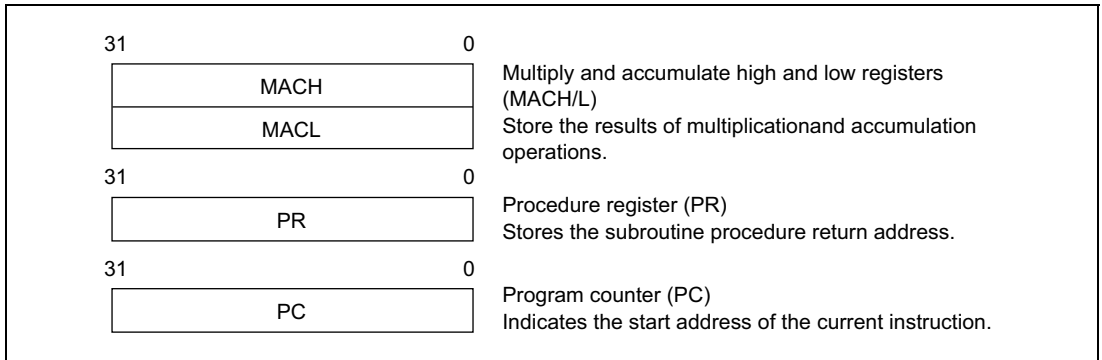 31 0
MACH
MACL
Multiply and accumulate high and low registers
(MACH/L)
Store the results of multiplicationand accumulation
operations.
31 0
PR
Procedure register (PR)
Stores the subroutine procedure return address.
31 0
PC
Program counter (PC)
Indicates the start address of the current instruction.